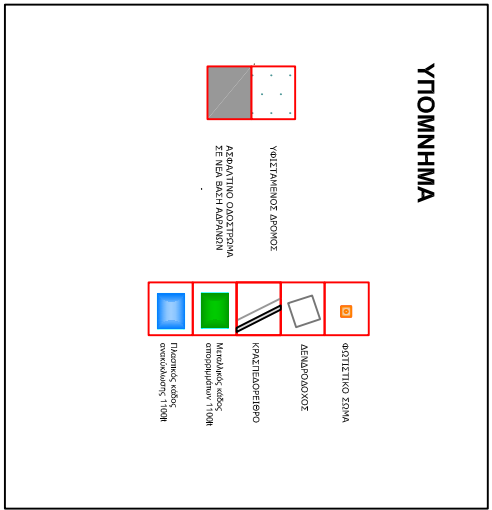 ΥΠΟΜΝΗΜΑ
ΥΦΙΣΤΑΜΕΝΟΣ ΔΡΟΜΟΣ
ΑΣΦΑΛΤΙΝΟ ΟΔΟΣΤΡΩΜΑ
ΣΕ ΝΕΑ ΒΑΣΗ ΑΔΡΑΝΩΝ
ΦΩΤΙΣΤΙΚΟ ΣΩΜΑ
ΔΕΝΔΡΟΔΟΧΟΣ
ΚΡΑΣΠΕΔΟΡΕΙΘΡΟ
Μεταλλικός κάδος
απορριμμάτων 1100lt
Πλαστικός κάδος
ανακύκλωσης 1100lt